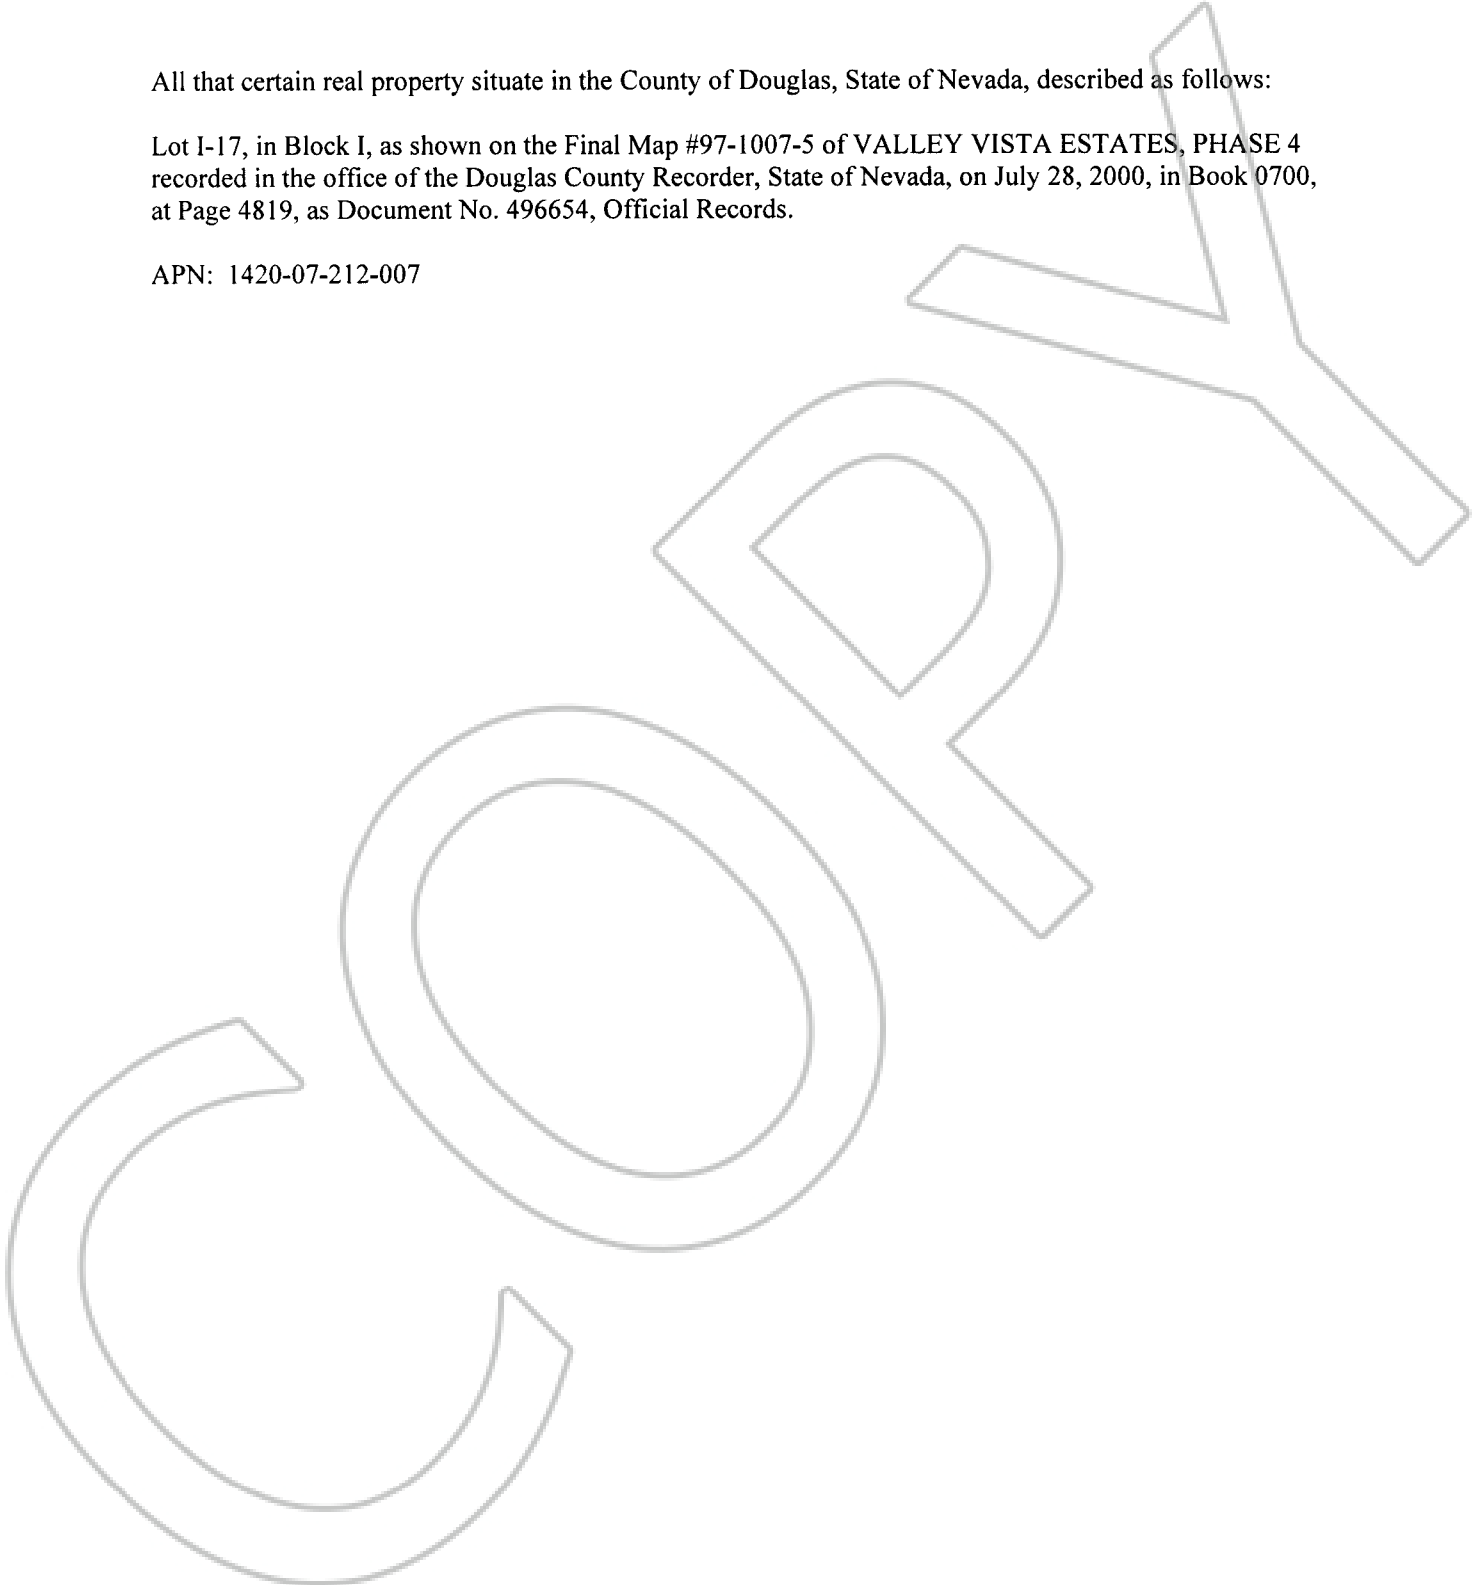 All that certain real property situate in the County of Douglas, State of Nevada, described as follows:
Lot I-17, in Block I, as shown on the Final Map #97-1007-5 of VALLEY VISTA ESTATES, PHASE 4
recorded in the office of the Douglas County Recorder, State of Nevada, on July 28, 2000, in Book 0700,
at Page 4819, as Document No. 496654, Official Records.
APN: 1420-07-212-007
COPY